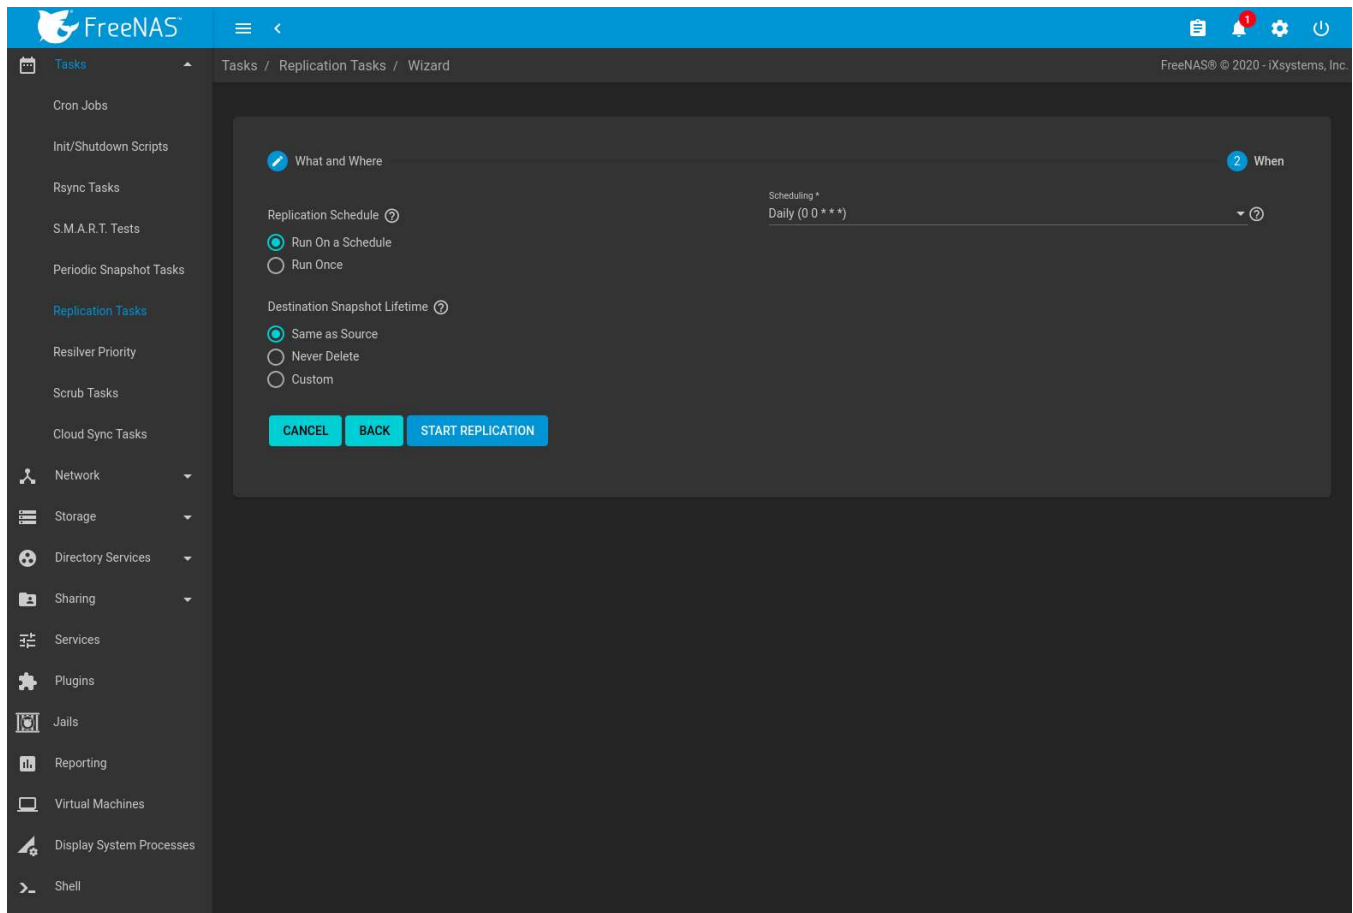 FreeNAS
1
Tasks
Tasks / Replication Tasks / Wizard
FreeNAS® © 2020 - iXsystems, Inc.
Cron Jobs
Init/Shutdown Scripts
Rsync Tasks
S.M.A.R.T. Tests
Periodic Snapshot Tasks
Replication Tasks
Resilver Priority
Scrub Tasks
Cloud Sync Tasks
Network
Storage
Directory Services
Sharing
Services
Plugins
Jails
Reporting
Virtual Machines
Display System Processes
Shell
What and Where
2 When
Replication Schedule
Run On a Schedule
Run Once
Destination Snapshot Lifetime
Same as Source
Never Delete
Custom
Scheduling *
Daily (0 0 * * *)
CANCEL BACK START REPLICATION